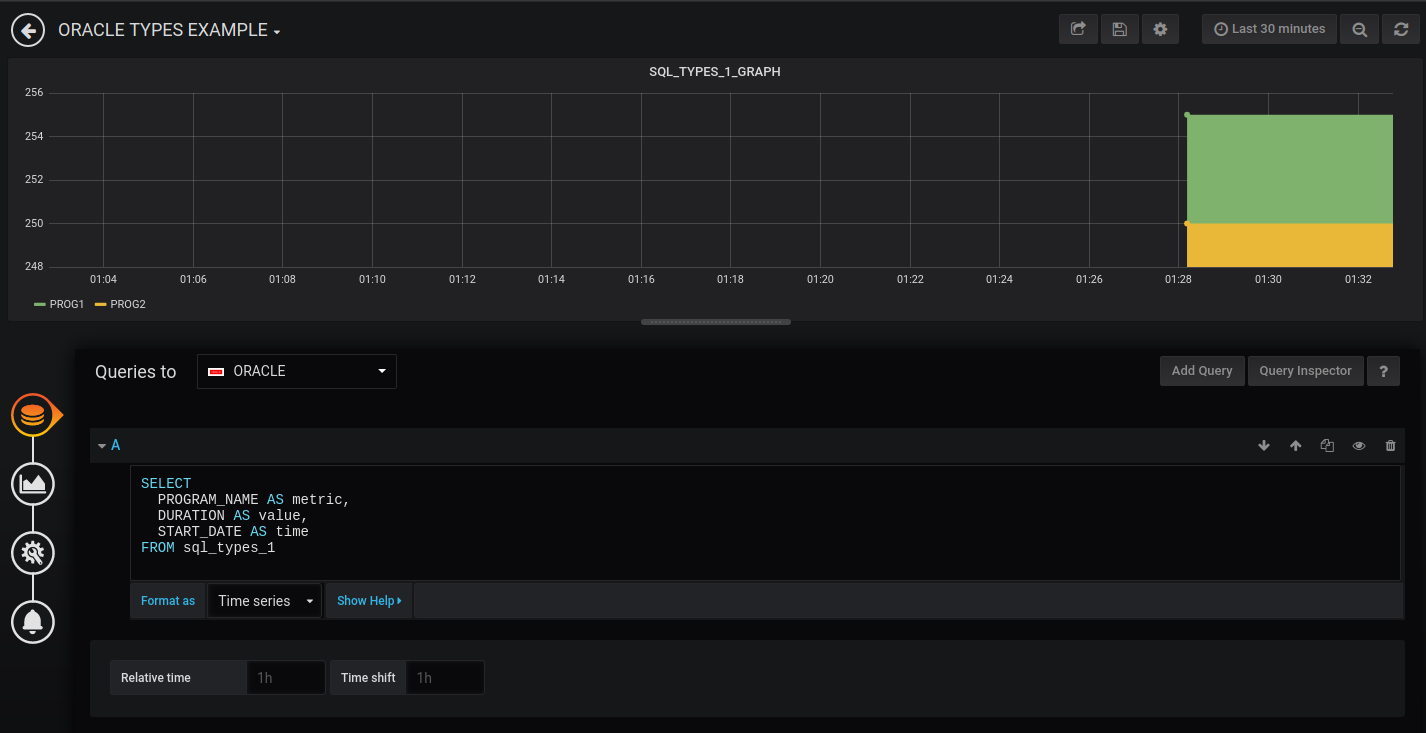 ORACLE TYPES EXAMPLE
Last 30 minutes
SQL_TYPES_1_GRAPH
256
254
252
250
248
01:04 01:06 01:08 01:10 01:12 01:14 01:16 01:18 01:20 01:22 01:24 01:26 01:28 01:30 01:32
PROG1 PROG2
Queries to ORACLE Add Query Query Inspector ?
A
SELECT
PROGRAM_NAME AS metric,
DURATION AS value,
START_DATE AS time
FROM sql_types_1
Format as Time series Show Help
Relative time 1h Time shift 1h